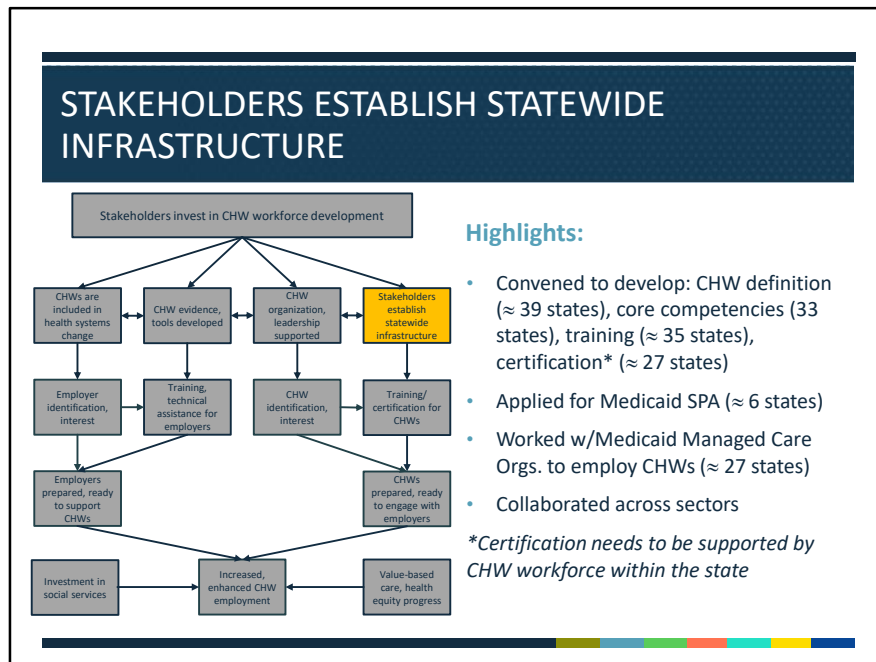 STAKEHOLDERS ESTABLISH STATEWIDE
INFRASTRUCTURE
Stakeholders invest in CHW workforce development
CHWs are
included in
health systems
change
CHW evidence,
tools developed
CHW
organization,
leadership
supported
Stakeholders
establish
statewide
infrastructure
Employer
identification,
interest
Training,
technical
assistance for
employers
CHW
identification,
interest
Training/
certification for
CHWs
Employers
prepared, ready
to support
CHWs
CHWs
prepared, ready
to engage with
employers
Investment in
social services
Increased,
enhanced CHW
employment
Value-based
care, health
equity progress
Highlights:
• Convened to develop: CHW definition
(≈ 39 states), core competencies (33
states), training (≈ 35 states),
certification* (≈ 27 states)
• Applied for Medicaid SPA (≈ 6 states)
• Worked w/Medicaid Managed Care
Orgs. to employ CHWs (≈ 27 states)
• Collaborated across sectors
*Certification needs to be supported by
CHW workforce within the state